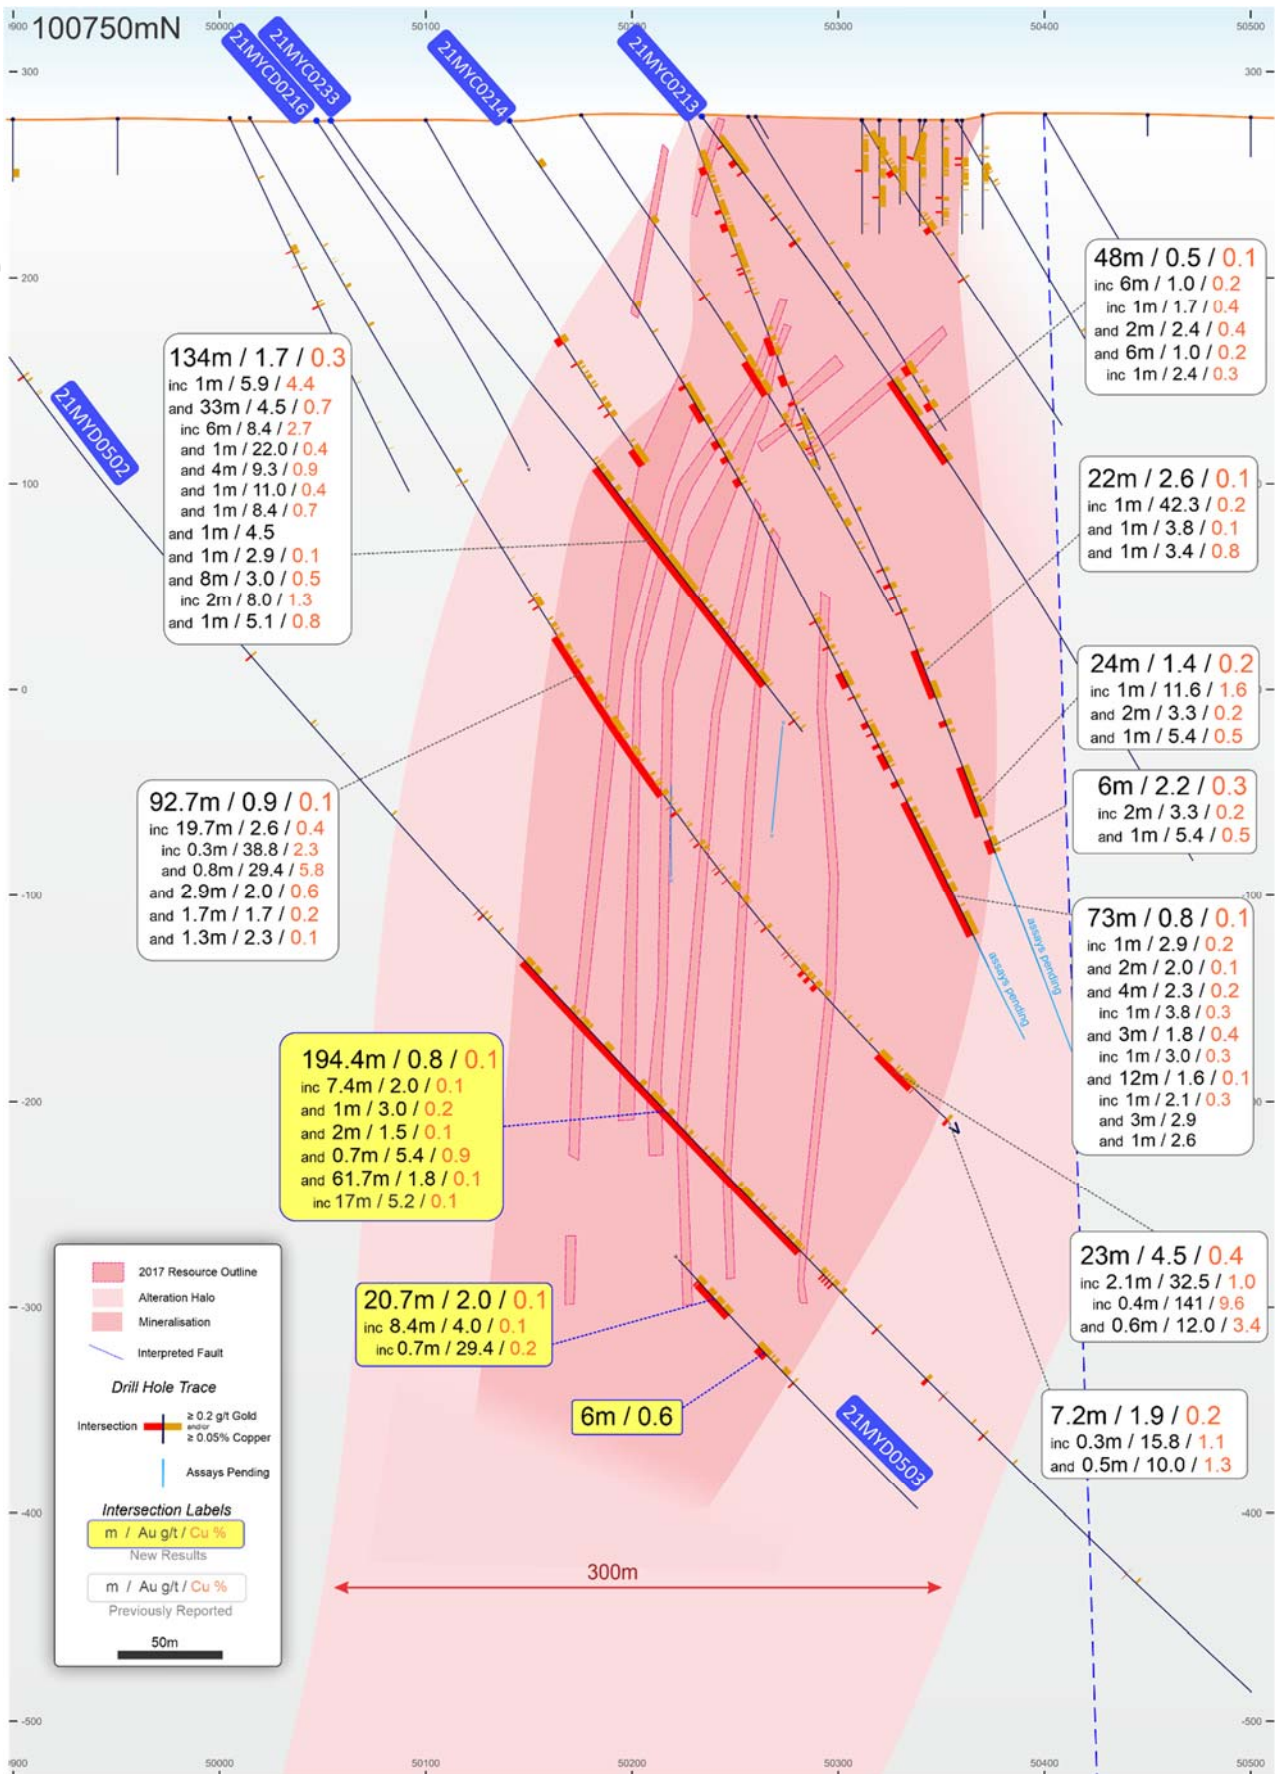 100750mN
900
50000
50100
50200
50300
50400
50500
21MYCD0216
21MYC0233
21MYC0214
21MYC0213
21MYD0502
300
300
200
100
0
-100
-200
-300
-400
-400
-500
-500
134m / 1.7 / 0.3
inc 1m / 5.9 / 4.4
and 33m / 4.5 / 0.7
inc 6m / 8.4 / 2.7
and 1m / 22.0 / 0.4
and 4m / 9.3 / 0.9
and 1m / 11.0 / 0.4
and 1m / 8.4 / 0.7
and 1m / 4.5
and 1m / 2.9 / 0.1
and 8m / 3.0 / 0.5
inc 2m / 8.0 / 1.3
and 1m / 5.1 / 0.8
92.7m / 0.9 / 0.1
inc 19.7m / 2.6 / 0.4
inc 0.3m / 38.8 / 2.3
and 0.8m / 29.4 / 5.8
and 2.9m / 2.0 / 0.6
and 1.7m / 1.7 / 0.2
and 1.3m / 2.3 / 0.1
194.4m / 0.8 / 0.1
inc 7.4m / 2.0 / 0.1
and 1m / 3.0 / 0.2
and 2m / 1.5 / 0.1
and 0.7m / 5.4 / 0.9
and 61.7m / 1.8 / 0.1
inc 17m / 5.2 / 0.1
20.7m / 2.0 / 0.1
inc 8.4m / 4.0 / 0.1
inc 0.7m / 29.4 / 0.2
6m / 0.6
21MYD0503
48m / 0.5 / 0.1
inc 6m / 1.0 / 0.2
inc 1m / 1.7 / 0.4
and 2m / 2.4 / 0.4
and 6m / 1.0 / 0.2
inc 1m / 2.4 / 0.3
22m / 2.6 / 0.1
inc 1m / 42.3 / 0.2
and 1m / 3.8 / 0.1
and 1m / 3.4 / 0.8
24m / 1.4 / 0.2
inc 1m / 11.6 / 1.6
and 2m / 3.3 / 0.2
and 1m / 5.4 / 0.5
6m / 2.2 / 0.3
inc 2m / 3.3 / 0.2
and 1m / 5.4 / 0.5
73m / 0.8 / 0.1
inc 1m / 2.9 / 0.2
and 2m / 2.0 / 0.1
and 4m / 2.3 / 0.2
inc 1m / 3.8 / 0.3
and 3m / 1.8 / 0.4
inc 1m / 3.0 / 0.3
and 12m / 1.6 / 0.1
inc 1m / 2.1 / 0.3
and 3m / 2.9
and 1m / 2.6
assays pending
assays pending
23m / 4.5 / 0.4
inc 2.1m / 32.5 / 1.0
inc 0.4m / 141 / 9.6
and 0.6m / 12.0 / 3.4
7.2m / 1.9 / 0.2
inc 0.3m / 15.8 / 1.1
and 0.5m / 10.0 / 1.3
300m
2017 Resource Outline
Alteration Halo
Mineralisation
Interpreted Fault
Drill Hole Trace
Intersection
≥ 0.2 g/t Gold
and/or
≥ 0.05% Copper
Assays Pending
Intersection Labels
m / Au g/t / Cu %
New Results
m / Au g/t / Cu %
Previously Reported
50m
900
50000
50100
50200
50300
50400
50500